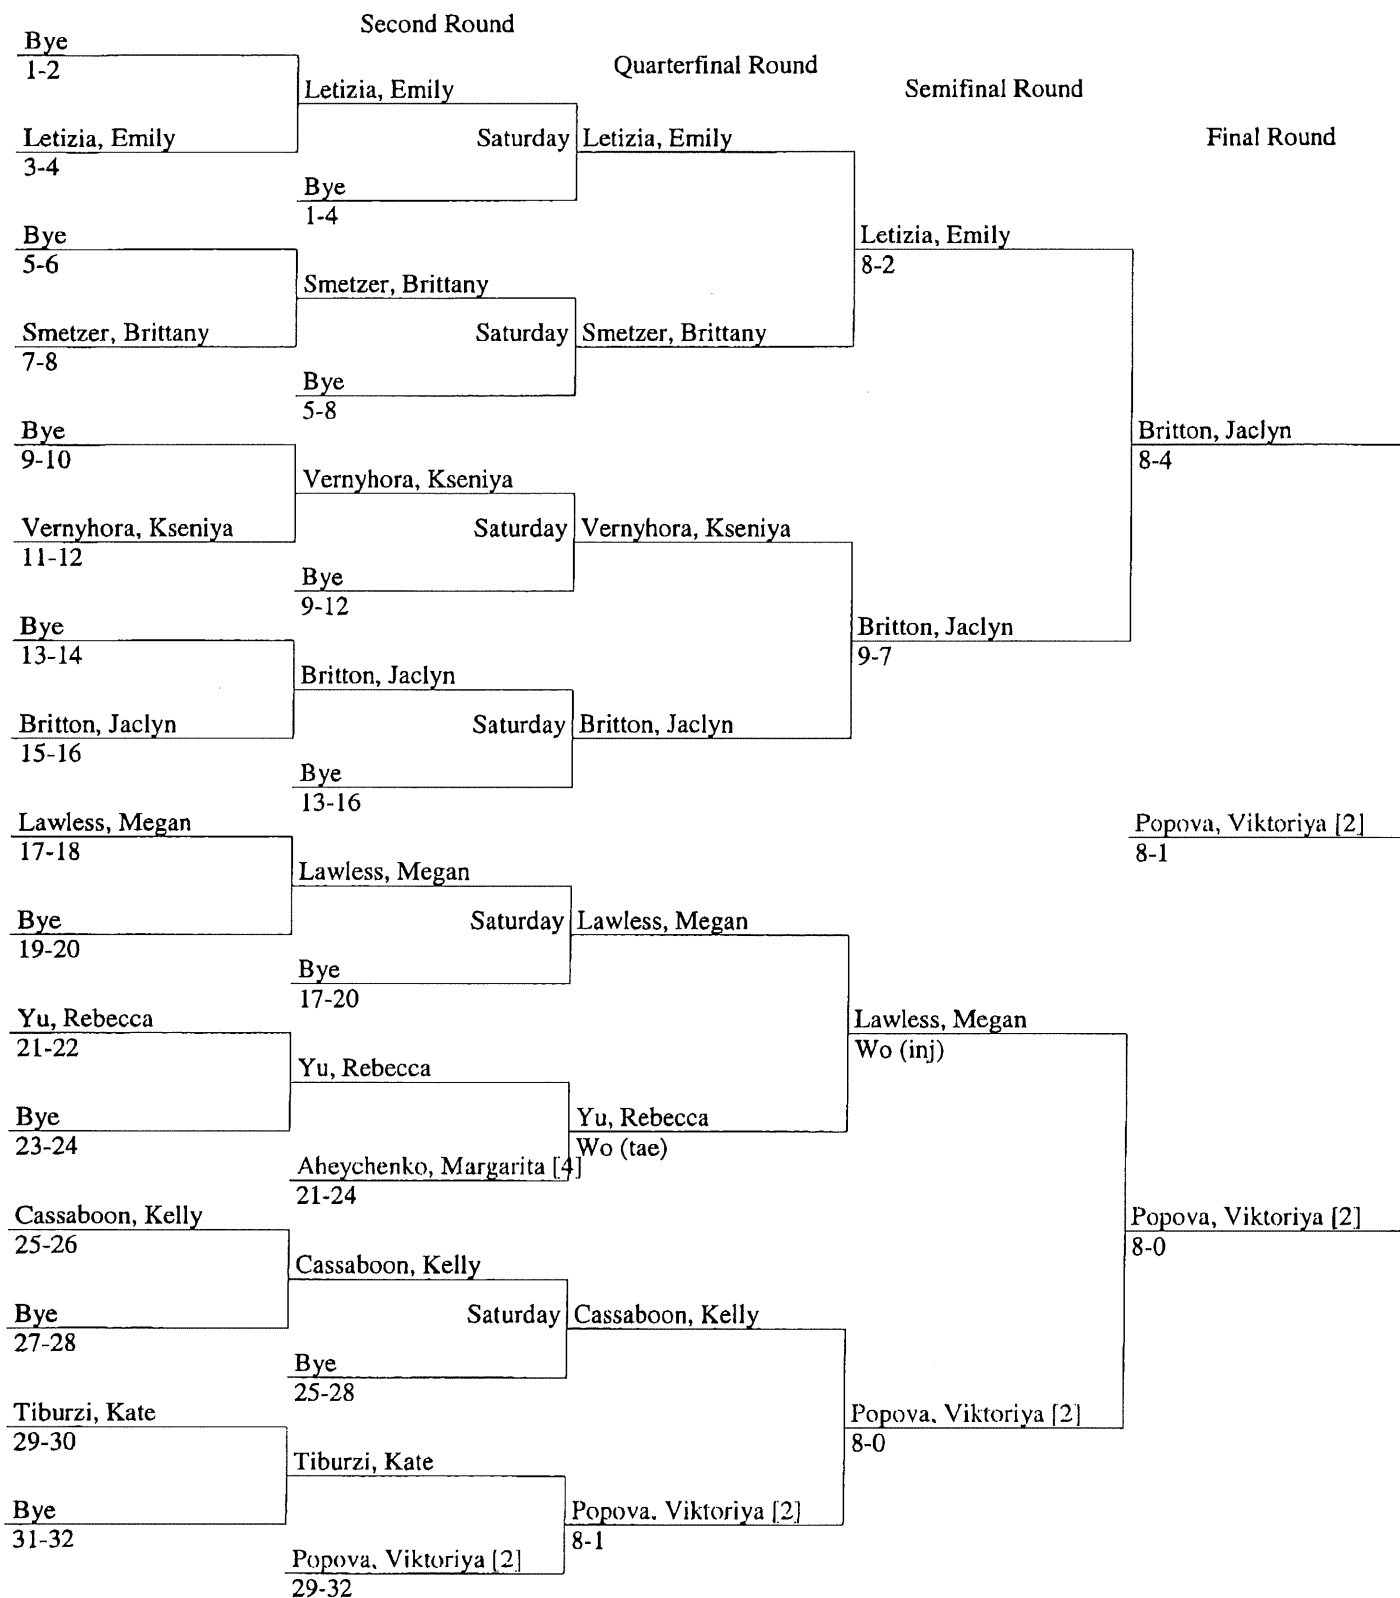 Second Round
Quarterfinal Round
Semifinal Round
Final Round
Bye
1-2
Letizia, Emily
Letizia, Emily
3-4
Saturday Letizia, Emily
Bye
1-4
Bye
5-6
Letizia, Emily
8-2
Smetzer, Brittany
Smetzer, Brittany
7-8
Saturday Smetzer, Brittany
Bye
5-8
Bye
9-10
Britton, Jaclyn
8-4
Vernyhora, Kseniya
Vernyhora, Kseniya
11-12
Saturday Vernyhora, Kseniya
Bye
9-12
Bye
13-14
Britton, Jaclyn
9-7
Britton, Jaclyn
Britton, Jaclyn
15-16
Saturday Britton, Jaclyn
Bye
13-16
Lawless, Megan
17-18
Popova, Viktoriya [2]
8-1
Lawless, Megan
Bye
19-20
Saturday Lawless, Megan
Bye
17-20
Yu, Rebecca
21-22
Lawless, Megan
Wo (inj)
Yu, Rebecca
Bye
23-24
Yu, Rebecca
Wo (tae)
Aheychenko, Margarita [4]
21-24
Cassaboon, Kelly
25-26
Popova, Viktoriya [2]
8-0
Cassaboon, Kelly
Bye
27-28
Saturday Cassaboon, Kelly
Bye
25-28
Tiburzi, Kate
29-30
Popova, Viktoriya [2]
8-0
Tiburzi, Kate
Bye
31-32
Popova, Viktoriya [2]
8-1
Popova, Viktoriya [2]
29-32